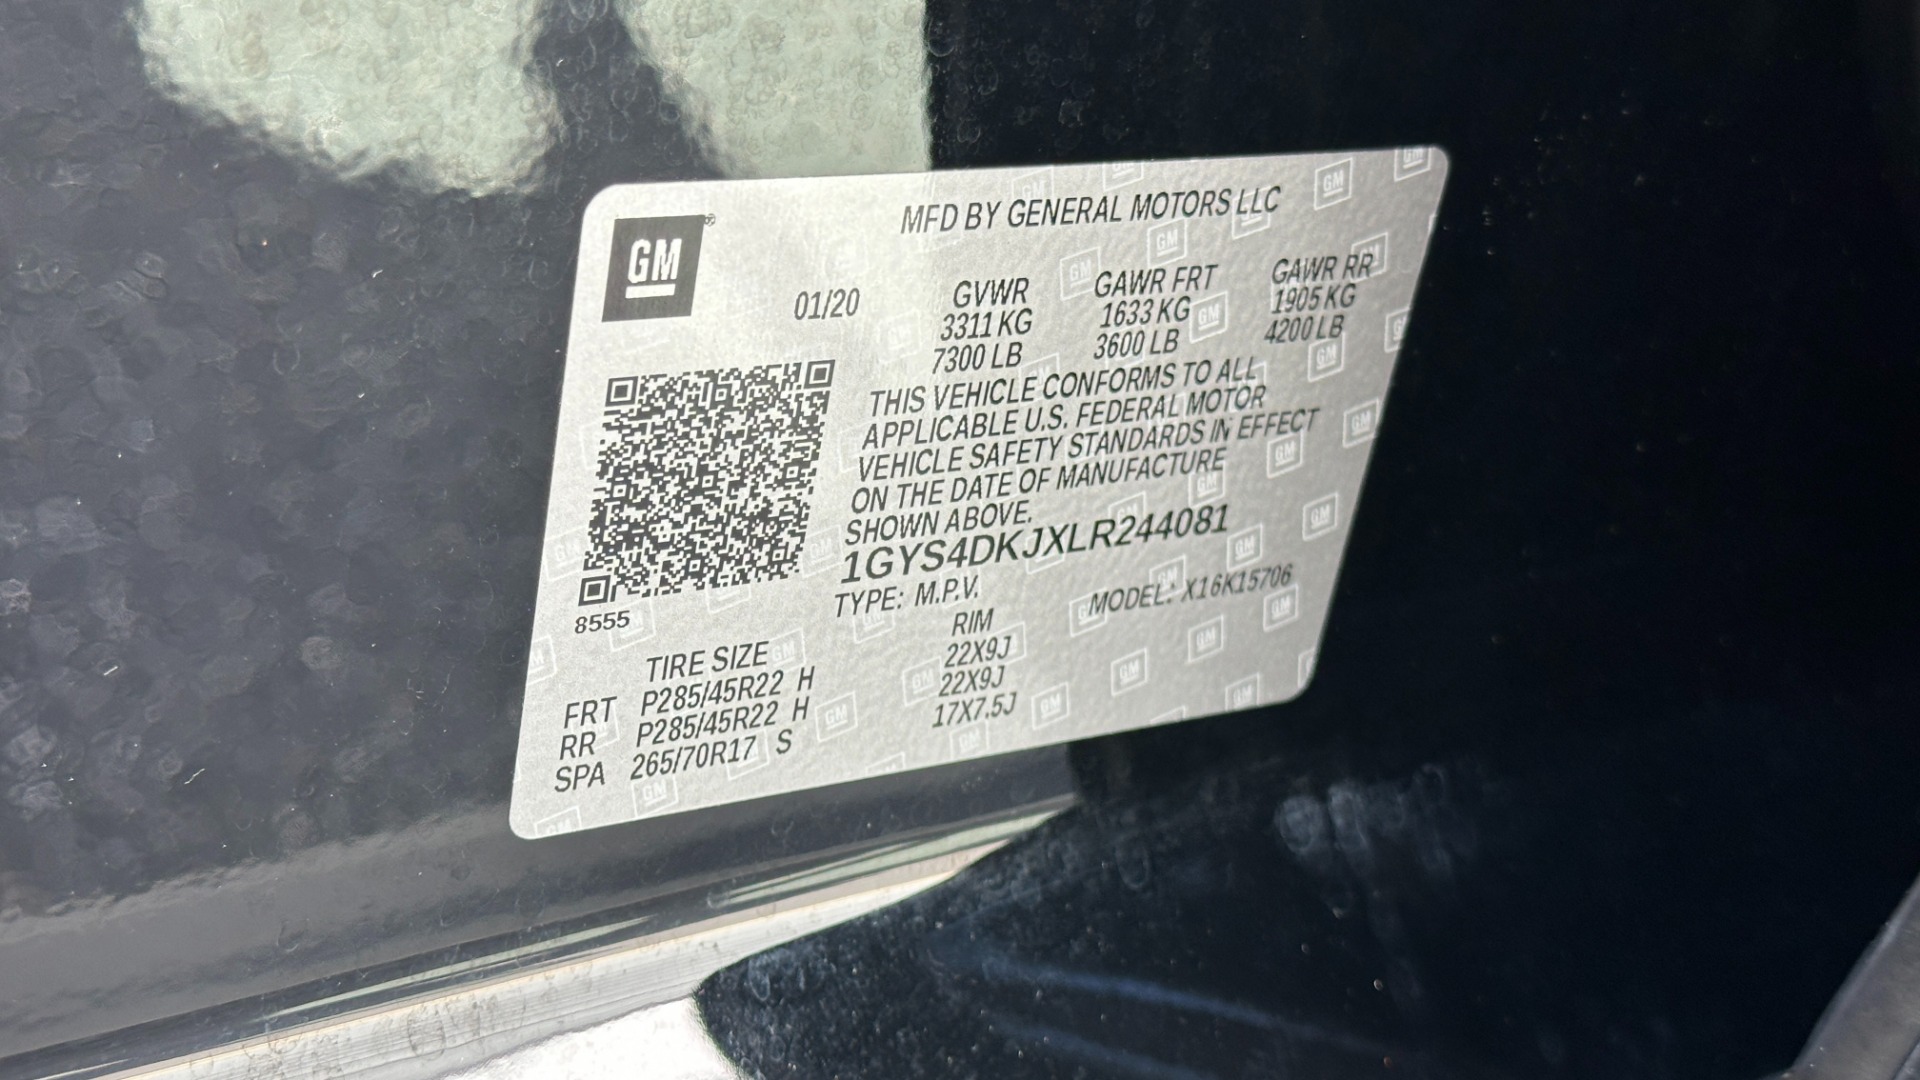 GM ®
MFD BY GENERAL MOTORS LLC
01/20
GVWR GAWR FRT GAWR RR
3311 KG 1633 KG 1905 KG
7300 LB 3600 LB 4200 LB
THIS VEHICLE CONFORMS TO ALL
APPLICABLE U.S. FEDERAL MOTOR
VEHICLE SAFETY STANDARDS IN EFFECT
ON THE DATE OF MANUFACTURE
SHOWN ABOVE.
1GYS4DKJXLR244081
TYPE: M.P.V. MODEL: X16K15706
8555
TIRE SIZE RIM
FRT P285/45R22 H 22X9J
RR P285/45R22 H 22X9J
SPA 265/70R17 S 17X7.5J